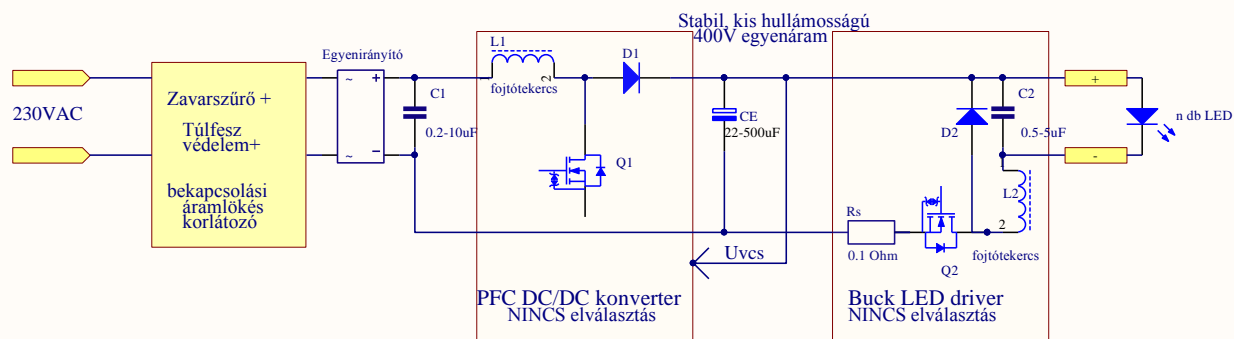 Stabil, kis hullámosságú
400V egyenáram
230VAC
Zavarszűrő +
Túlfesz
védelem+
bekapcsolási
áramlökés
korlátozó
Egyenirányító
~
~
+
-
C1
0.2-10uF
L1
2
fojtótekercs
D1
Q1
CE
22-500uF
Uvcs
PFC DC/DC konverter
NINCS elválasztás
D2
C2
0.5-5uF
1
L2
2
fojtótekercs
Rs
0.1 Ohm
Q2
Buck LED driver
NINCS elválasztás
+
-
n db LED